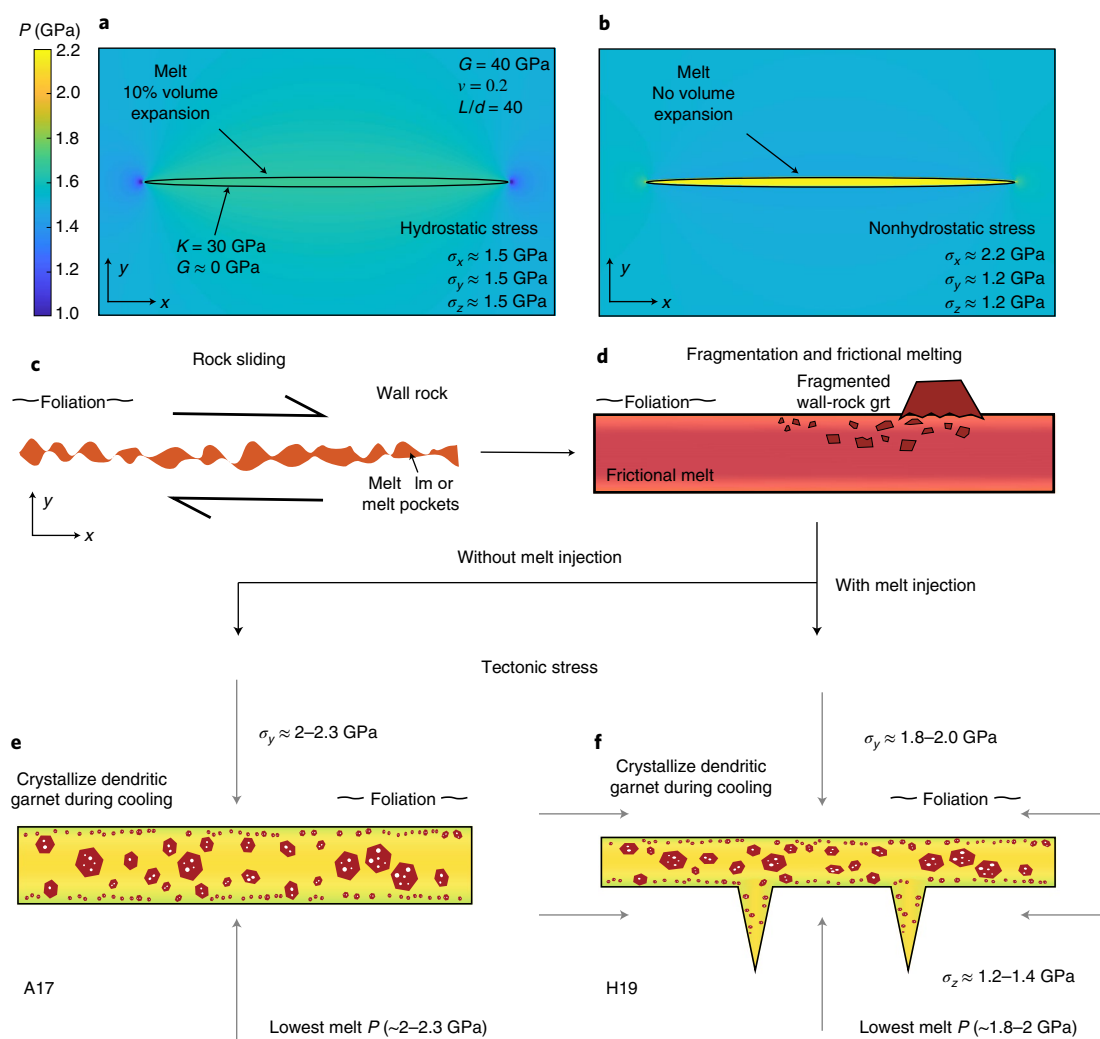 a
P (GPa)
2.2
2.0
1.8
1.6
1.4
1.2
1.0
Melt
10% volume
expansion
G = 40 GPa
ν = 0.2
L/d = 40
K = 30 GPa
G ≈ 0 GPa
Hydrostatic stress
σx ≈ 1.5 GPa
σy ≈ 1.5 GPa
σz ≈ 1.5 GPa
y
x
b
Melt
No volume
expansion
Nonhydrostatic stress
σx ≈ 2.2 GPa
σy ≈ 1.2 GPa
σz ≈ 1.2 GPa
y
x
c
Rock sliding
Foliation
Wall rock
Melt lm or
melt pockets
y
x
d
Fragmentation and frictional melting
Foliation
Fragmented
wall-rock grt
Frictional melt
Without melt injection
With melt injection
Tectonic stress
e
σy ≈ 2–2.3 GPa
Crystallize dendritic
garnet during cooling
Foliation
A17
Lowest melt P (~2–2.3 GPa)
f
σy ≈ 1.8–2.0 GPa
Crystallize dendritic
garnet during cooling
Foliation
σz ≈ 1.2–1.4 GPa
H19
Lowest melt P (~1.8–2 GPa)